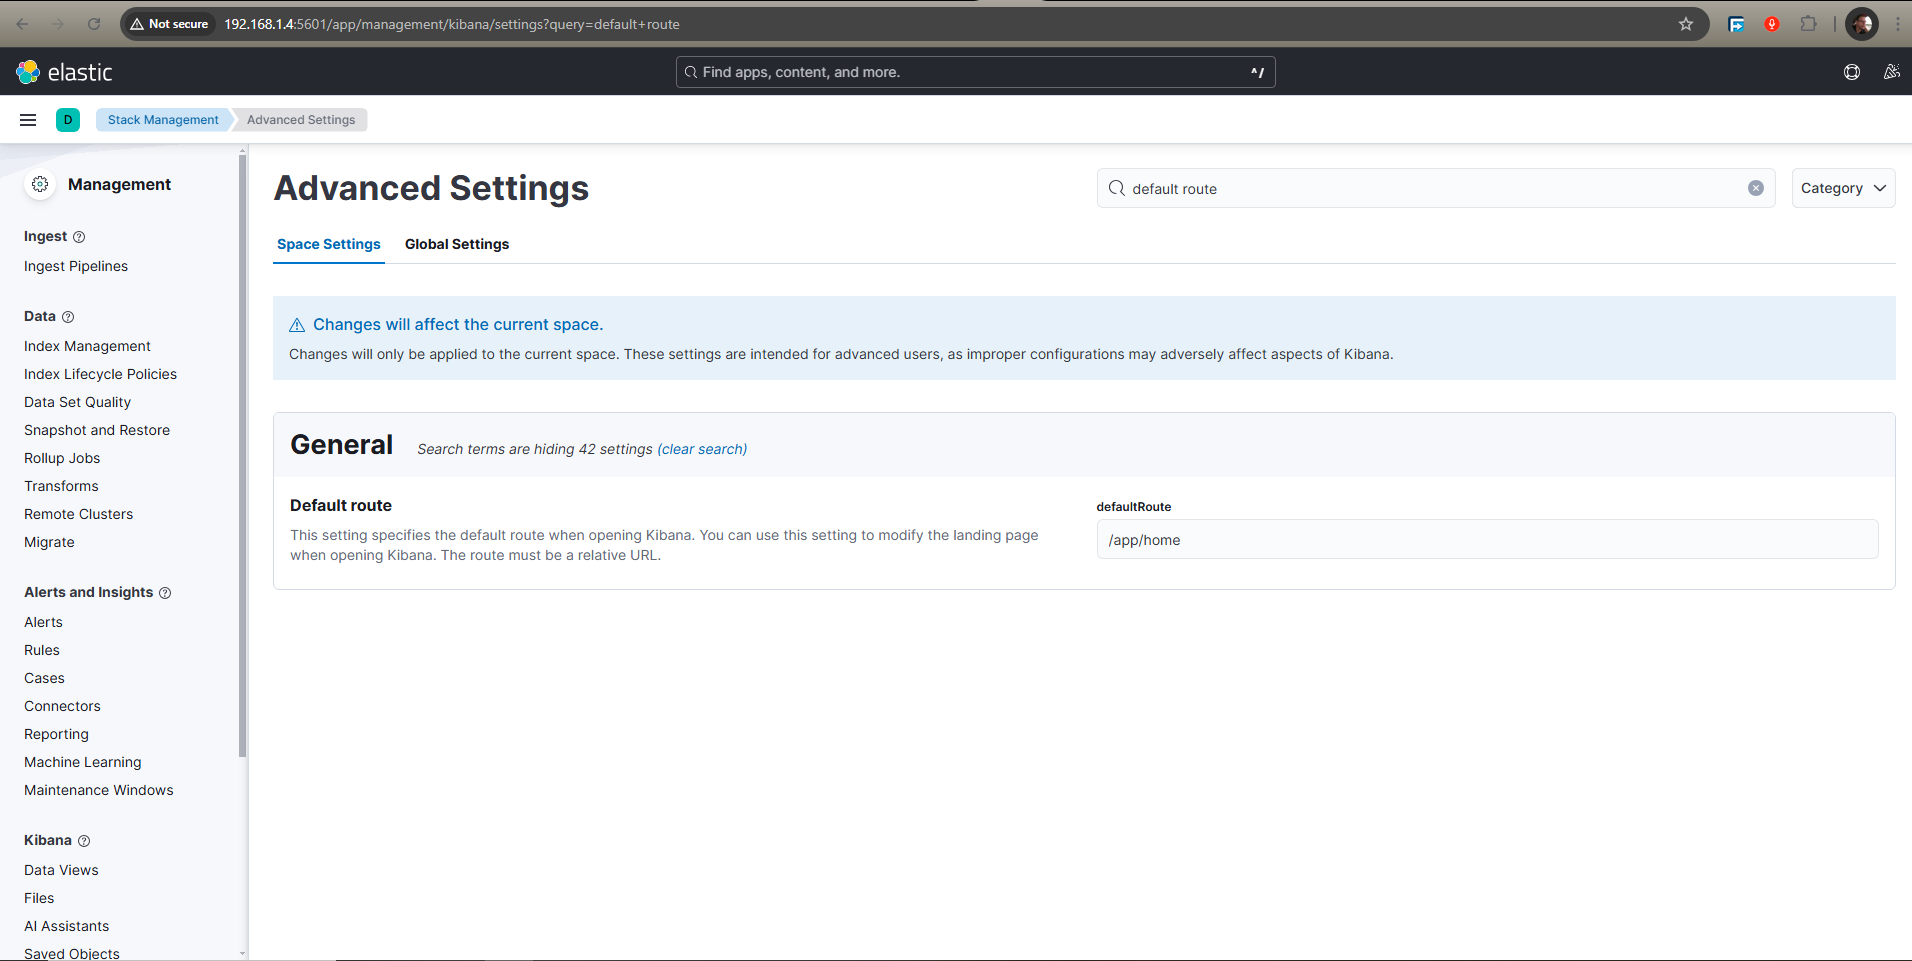 Not secure 192.168.1.4:5601/app/management/kibana/settings?query=default+route
elastic
Find apps, content, and more.
^/
D
Stack Management
Advanced Settings
Management
Ingest
Ingest Pipelines
Data
Index Management
Index Lifecycle Policies
Data Set Quality
Snapshot and Restore
Rollup Jobs
Transforms
Remote Clusters
Migrate
Alerts and Insights
Alerts
Rules
Cases
Connectors
Reporting
Machine Learning
Maintenance Windows
Kibana
Data Views
Files
AI Assistants
Saved Objects
Advanced Settings
default route
Category
Space Settings
Global Settings
Changes will affect the current space.
Changes will only be applied to the current space. These settings are intended for advanced users, as improper configurations may adversely affect aspects of Kibana.
General
Search terms are hiding 42 settings (clear search)
Default route
This setting specifies the default route when opening Kibana. You can use this setting to modify the landing page
when opening Kibana. The route must be a relative URL.
defaultRoute
/app/home